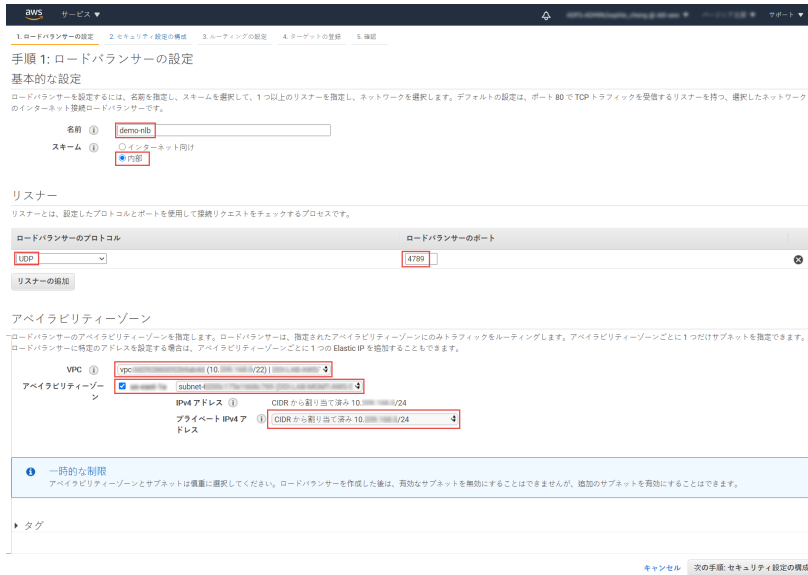 aws サービス サポート
1. ロードバランサーの設定 2. セキュリティ設定の構成 3. ルーティングの設定 4. ターゲットの登録 5. 確認
手順 1: ロードバランサーの設定
基本的な設定
ロードバランサーを設定するには、名前を指定し、スキームを選択して、1 つ以上のリスナーを指定し、ネットワークを選択します。デフォルトの設定は、ポート 80 で TCP トラフィックを受信するリスナーを持つ、選択したネットワーク
のインターネット接続ロードバランサーです。
名前 demo-nlb
スキーム インターネット向け
内部
リスナー
リスナーとは、設定したプロトコルとポートを使用して接続リクエストをチェックするプロセスです。
ロードバランサーのプロトコル ロードバランサーのポート
UDP 4789
リスナーの追加
アベイラビリティーゾーン
ロードバランサーのアベイラビリティーゾーンを指定します。ロードバランサーは、指定されたアベイラビリティーゾーンにのみトラフィックをルーティングします。アベイラビリティーゾーンごとに 1 つだけサブネットを指定できます。
ロードバランサーに特定のアドレスを設定する場合は、アベイラビリティーゾーンごとに 1 つの Elastic IP を追加することもできます。
VPC vpc (10. /22) |
アベイラビリティーゾー subnet-
ン
IPv4 アドレス CIDR から割り当て済み 10. /24
プライベート IPv4 ア CIDR から割り当て済み 10. /24
ドレス
一時的な制限
アベイラビリティーゾーンとサブネットは慎重に選択してください。ロードバランサーを作成した後は、有効なサブネットを無効にすることはできませんが、追加のサブネットを有効にすることはできます。
タグ
キャンセル 次の手順: セキュリティ設定の構成